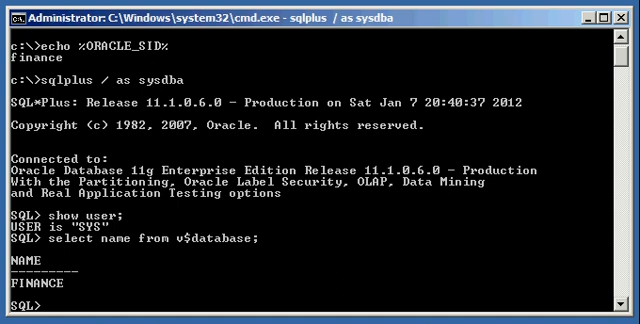 Administrator: C:\Windows\system32\cmd.exe - sqlplus / as sysdba
c:\>echo %ORACLE_SID%
finance
c:\>sqlplus / as sysdba
SQL*Plus: Release 11.1.0.6.0 - Production on Sat Jan 7 20:40:37 2012
Copyright (c) 1982, 2007, Oracle.  All rights reserved.
Connected to:
Oracle Database 11g Enterprise Edition Release 11.1.0.6.0 - Production
With the Partitioning, Oracle Label Security, OLAP, Data Mining
and Real Application Testing options
SQL> show user;
USER is "SYS"
SQL> select name from v$database;
NAME
---------
FINANCE
SQL>